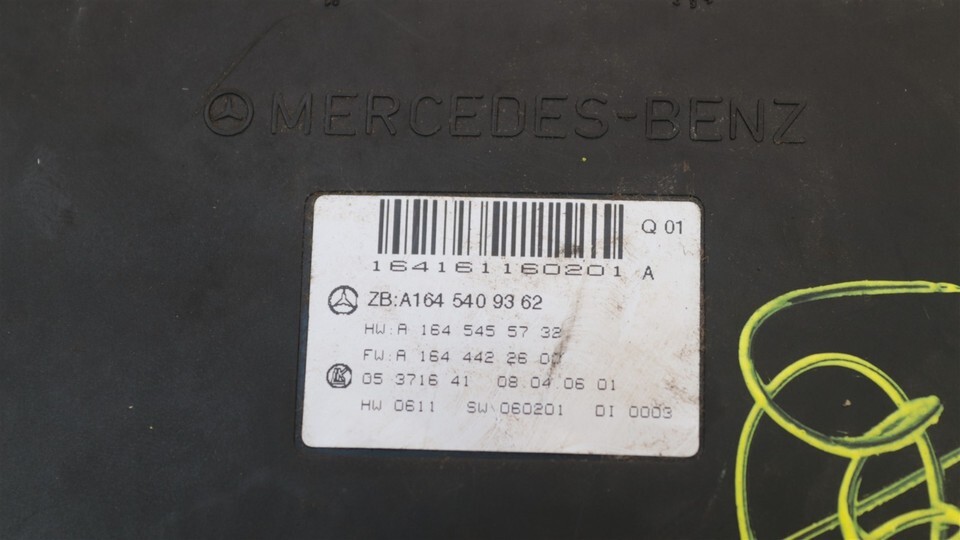 MERCEDES-BENZ
Q 01
164161160201 A
ZB:A164 540 93 62
HW:A 164 545 57 32
FW:A 164 442 26 00
05 3716 41 08.04.06 01
HW 0611 SW 060201 DI 0003